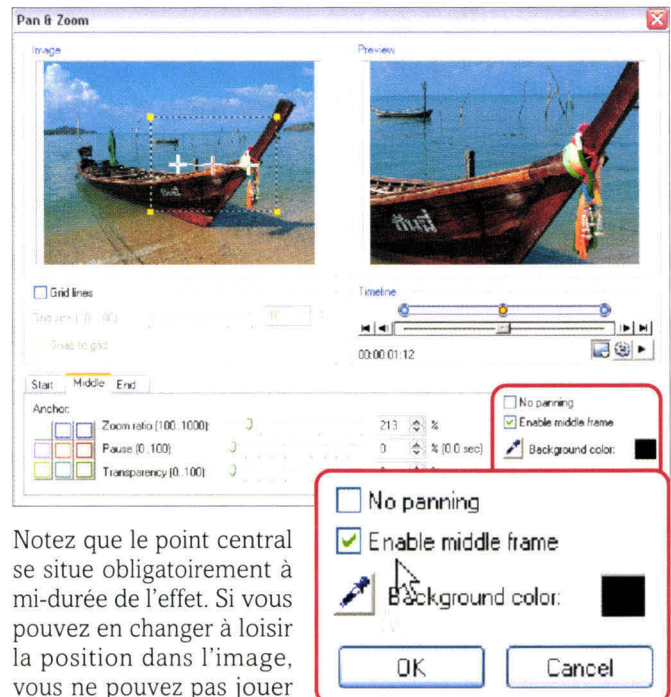 Pan & Zoom
Image
Preview
Grid lines
Timeline
Snap to grid
00:00:01:12
Start Middle End
Anchor:
Zoom ratio (100..1000): 213 %
Pause (0..100): 0 % (0.0 sec)
Transparency (0..100):
No panning
Enable middle frame
Background color:
No panning
Enable middle frame
Background color:
OK Cancel
Notez que le point central
se situe obligatoirement à
mi-durée de l'effet. Si vous
pouvez en changer à loisir
la position dans l'image,
vous ne pouvez pas jouer